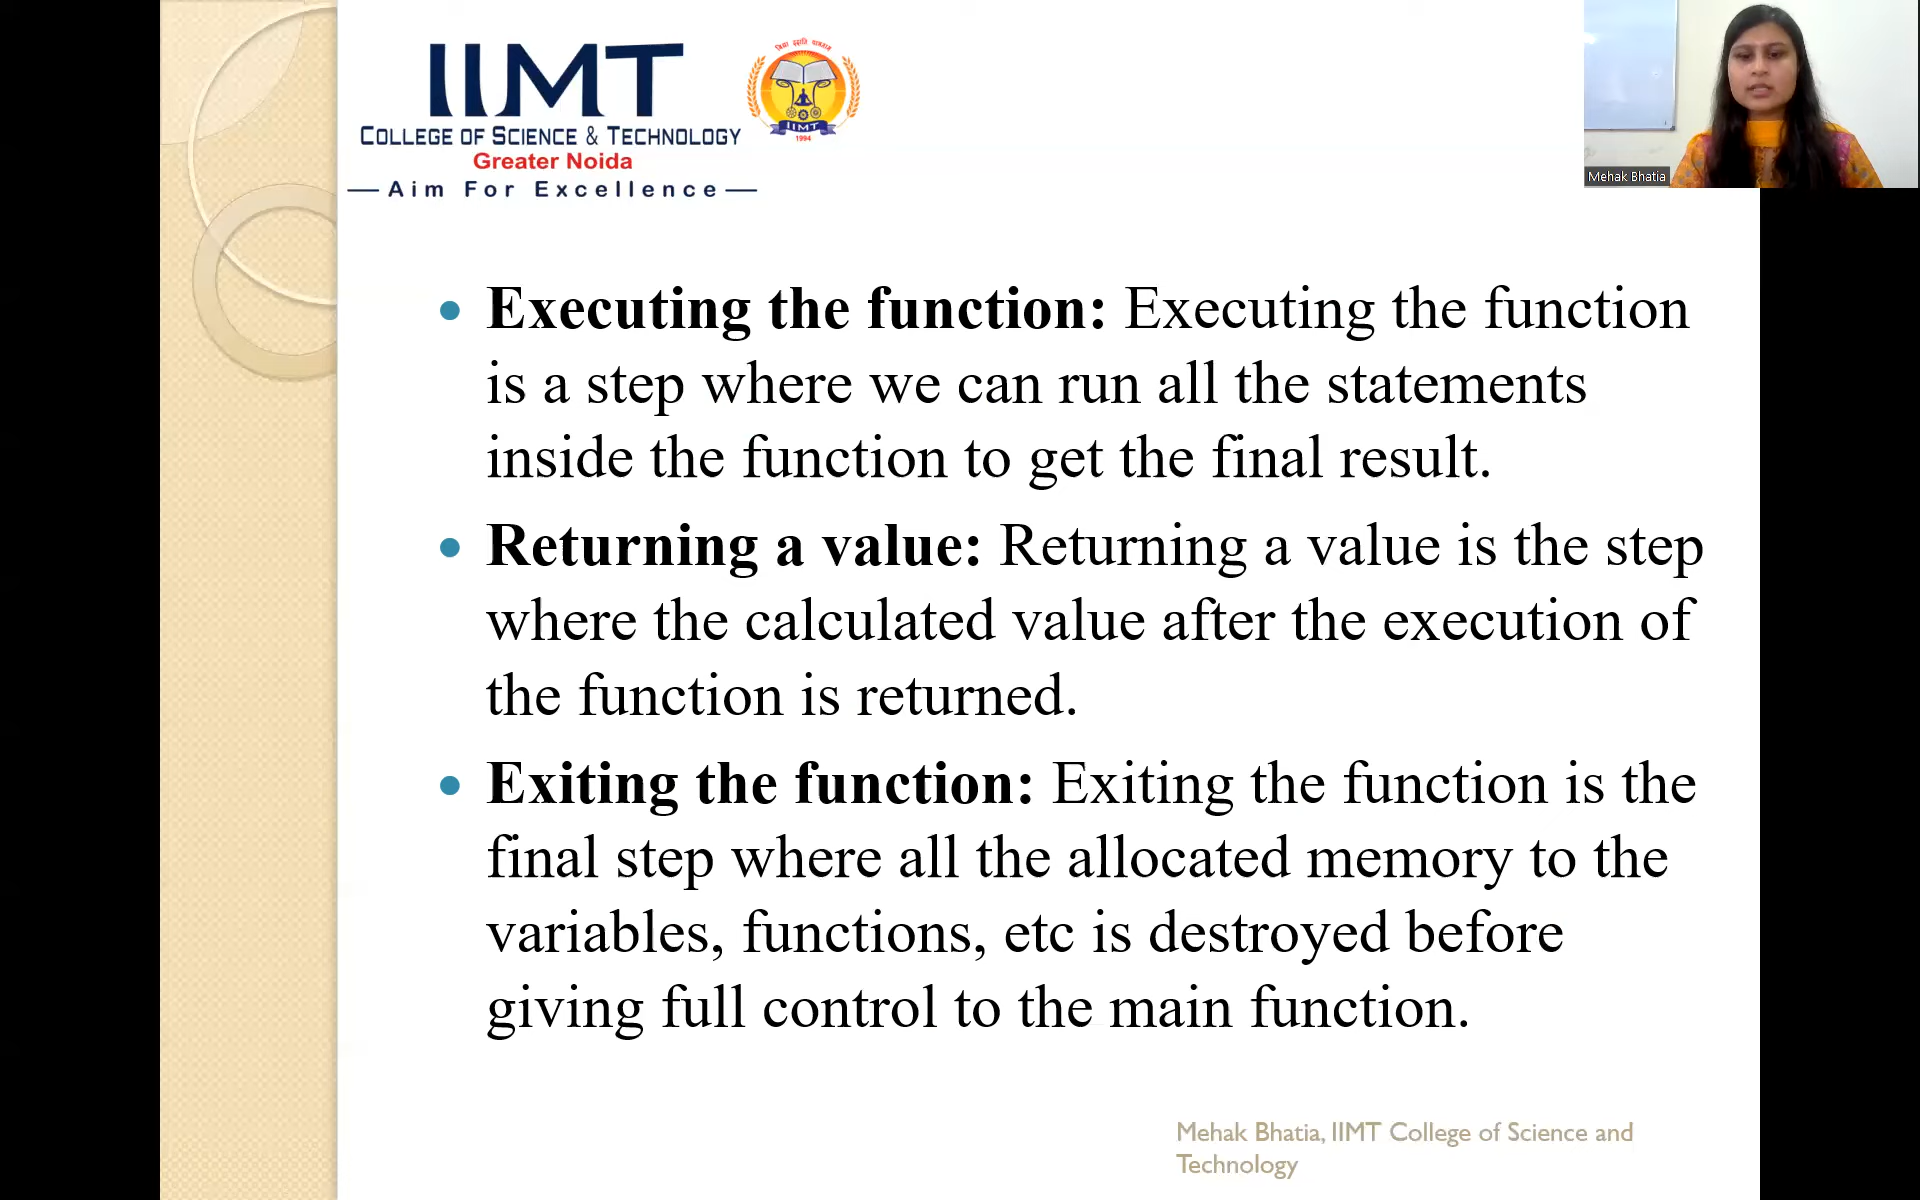 IIMT
COLLEGE OF SCIENCE & TECHNOLOGY
Greater Noida
Aim For Excellence
IIMT
1994
Mehak Bhatia
Executing the function: Executing the function
is a step where we can run all the statements
inside the function to get the final result.
Returning a value: Returning a value is the step
where the calculated value after the execution of
the function is returned.
Exiting the function: Exiting the function is the
final step where all the allocated memory to the
variables, functions, etc is destroyed before
giving full control to the main function.
Mehak Bhatia, IIMT College of Science and
Technology